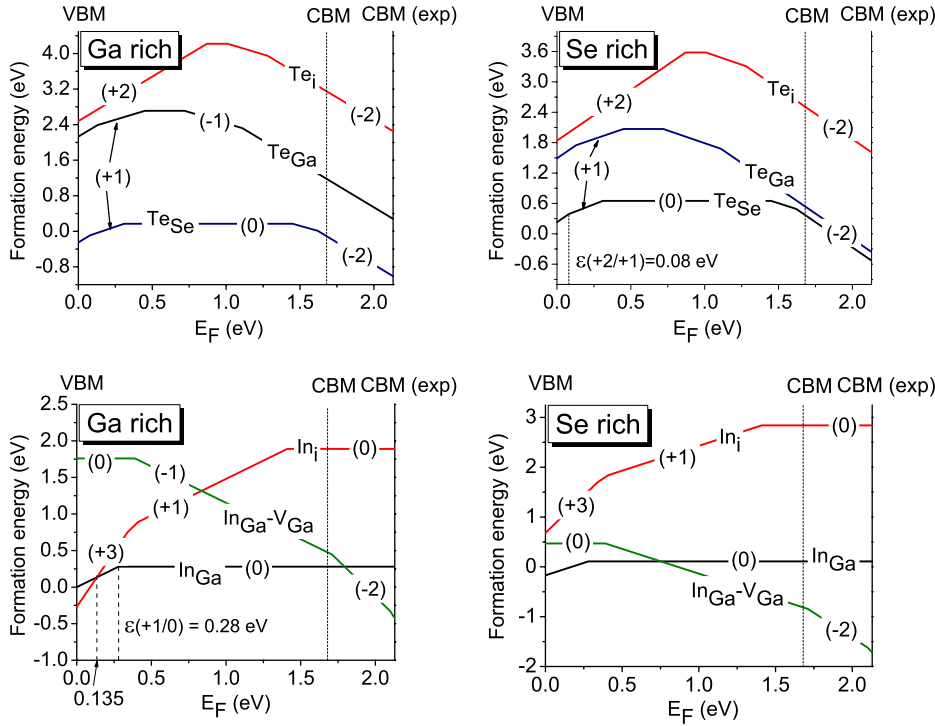 VBM
CBM
CBM (exp)
Ga rich
Formation energy (eV)
4.0
3.2
2.4
1.6
0.8
0.0
-0.8
(+2)
(+1)
(-1)
(0)
(-2)
(-2)
Te_i
Te_Ga
Te_Se
0.0
0.5
1.0
1.5
2.0
E_F (eV)
VBM
CBM
CBM (exp)
Se rich
Formation energy (eV)
3.6
3.0
2.4
1.8
1.2
0.6
0.0
0.6
(+2)
(+1)
(0)
(-2)
(-2)
Te_i
Te_Ga
Te_Se
ε(+2/+1)=0.08 eV
0.0
0.5
1.0
1.5
2.0
E_F (eV)
VBM
CBM CBM (exp)
Ga rich
Formation energy (eV)
2.5
2.0
1.5
1.0
0.5
0.0
-0.5
-1.0
(0)
(-1)
(+1)
(+3)
In_i
(0)
In_Ga-V_Ga
In_Ga
(0)
(-2)
ε(+1/0) = 0.28 eV
0.0
0.5
1.0
1.5
2.0
0.135
E_F (eV)
VBM
CBM CBM (exp)
Se rich
Formation energy (eV)
3
2
1
0
-1
-2
In_i
(0)
(+1)
(+3)
(0)
(0)
In_Ga
In_Ga-V_Ga
(-2)
0.0
0.5
1.0
1.5
2.0
E_F (eV)